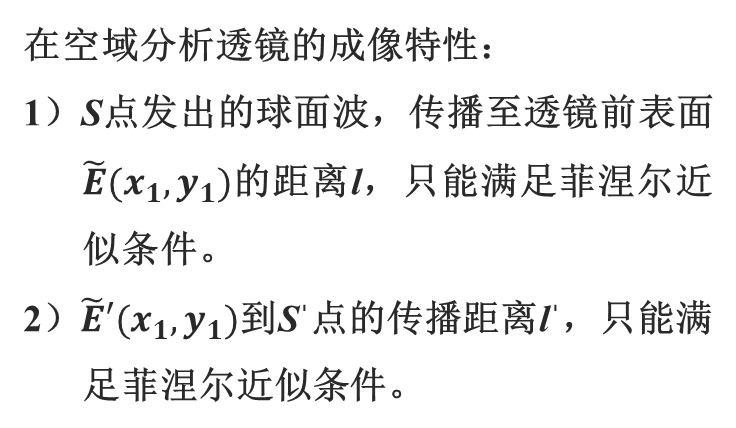 在空域分析透镜的成像特性：
1）S点发出的球面波，传播至透镜前表面
Ẽ(x₁,y₁)的距离l，只能满足菲涅尔近
似条件。
2）Ẽ′(x₁,y₁)到S'点的传播距离l'，只能满
足菲涅尔近似条件。